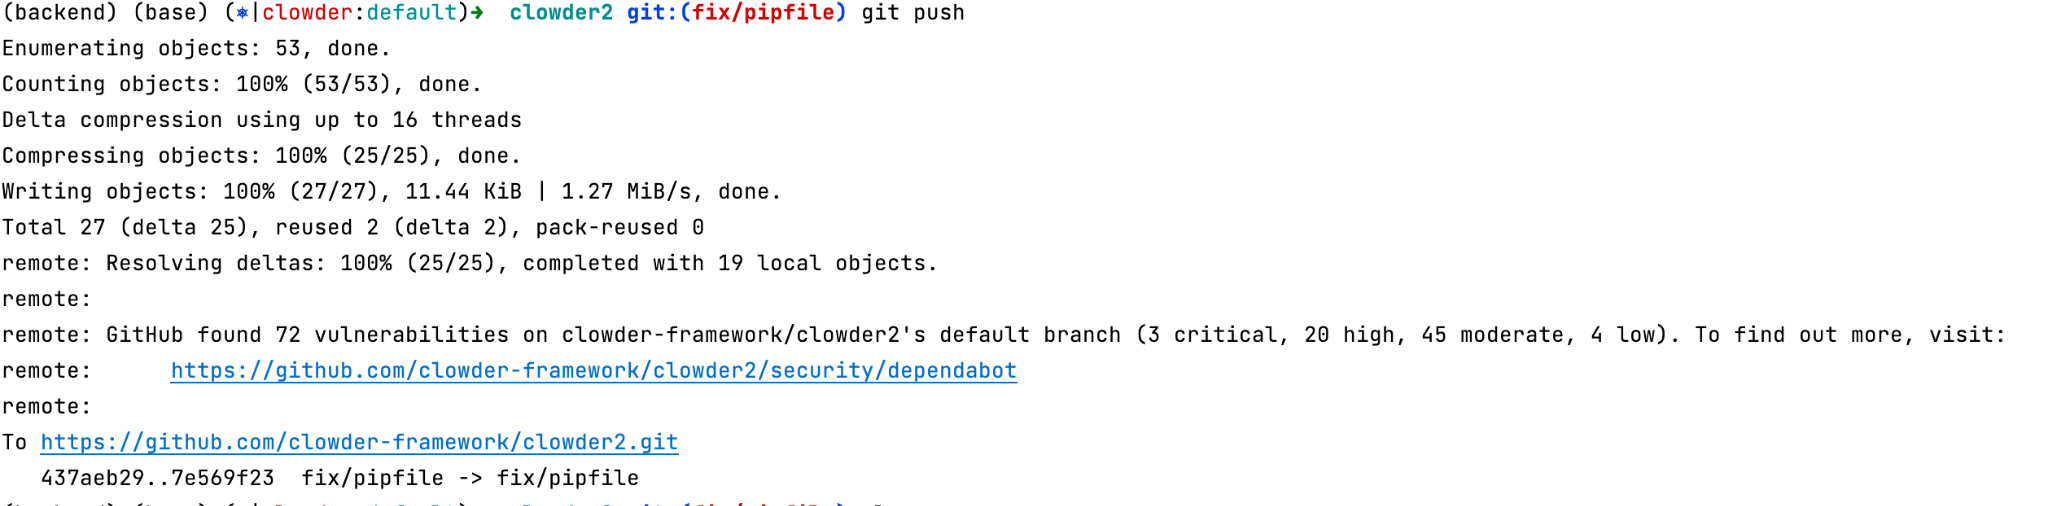 (backend) (base) (⎈|clowder:default)➜  clowder2 git:(fix/pipfile) git push
Enumerating objects: 53, done.
Counting objects: 100% (53/53), done.
Delta compression using up to 16 threads
Compressing objects: 100% (25/25), done.
Writing objects: 100% (27/27), 11.44 KiB | 1.27 MiB/s, done.
Total 27 (delta 25), reused 2 (delta 2), pack-reused 0
remote: Resolving deltas: 100% (25/25), completed with 19 local objects.
remote:
remote: GitHub found 72 vulnerabilities on clowder-framework/clowder2's default branch (3 critical, 20 high, 45 moderate, 4 low). To find out more, visit:
remote:      https://github.com/clowder-framework/clowder2/security/dependabot
remote:
To https://github.com/clowder-framework/clowder2.git
   437aeb29..7e569f23  fix/pipfile -> fix/pipfile